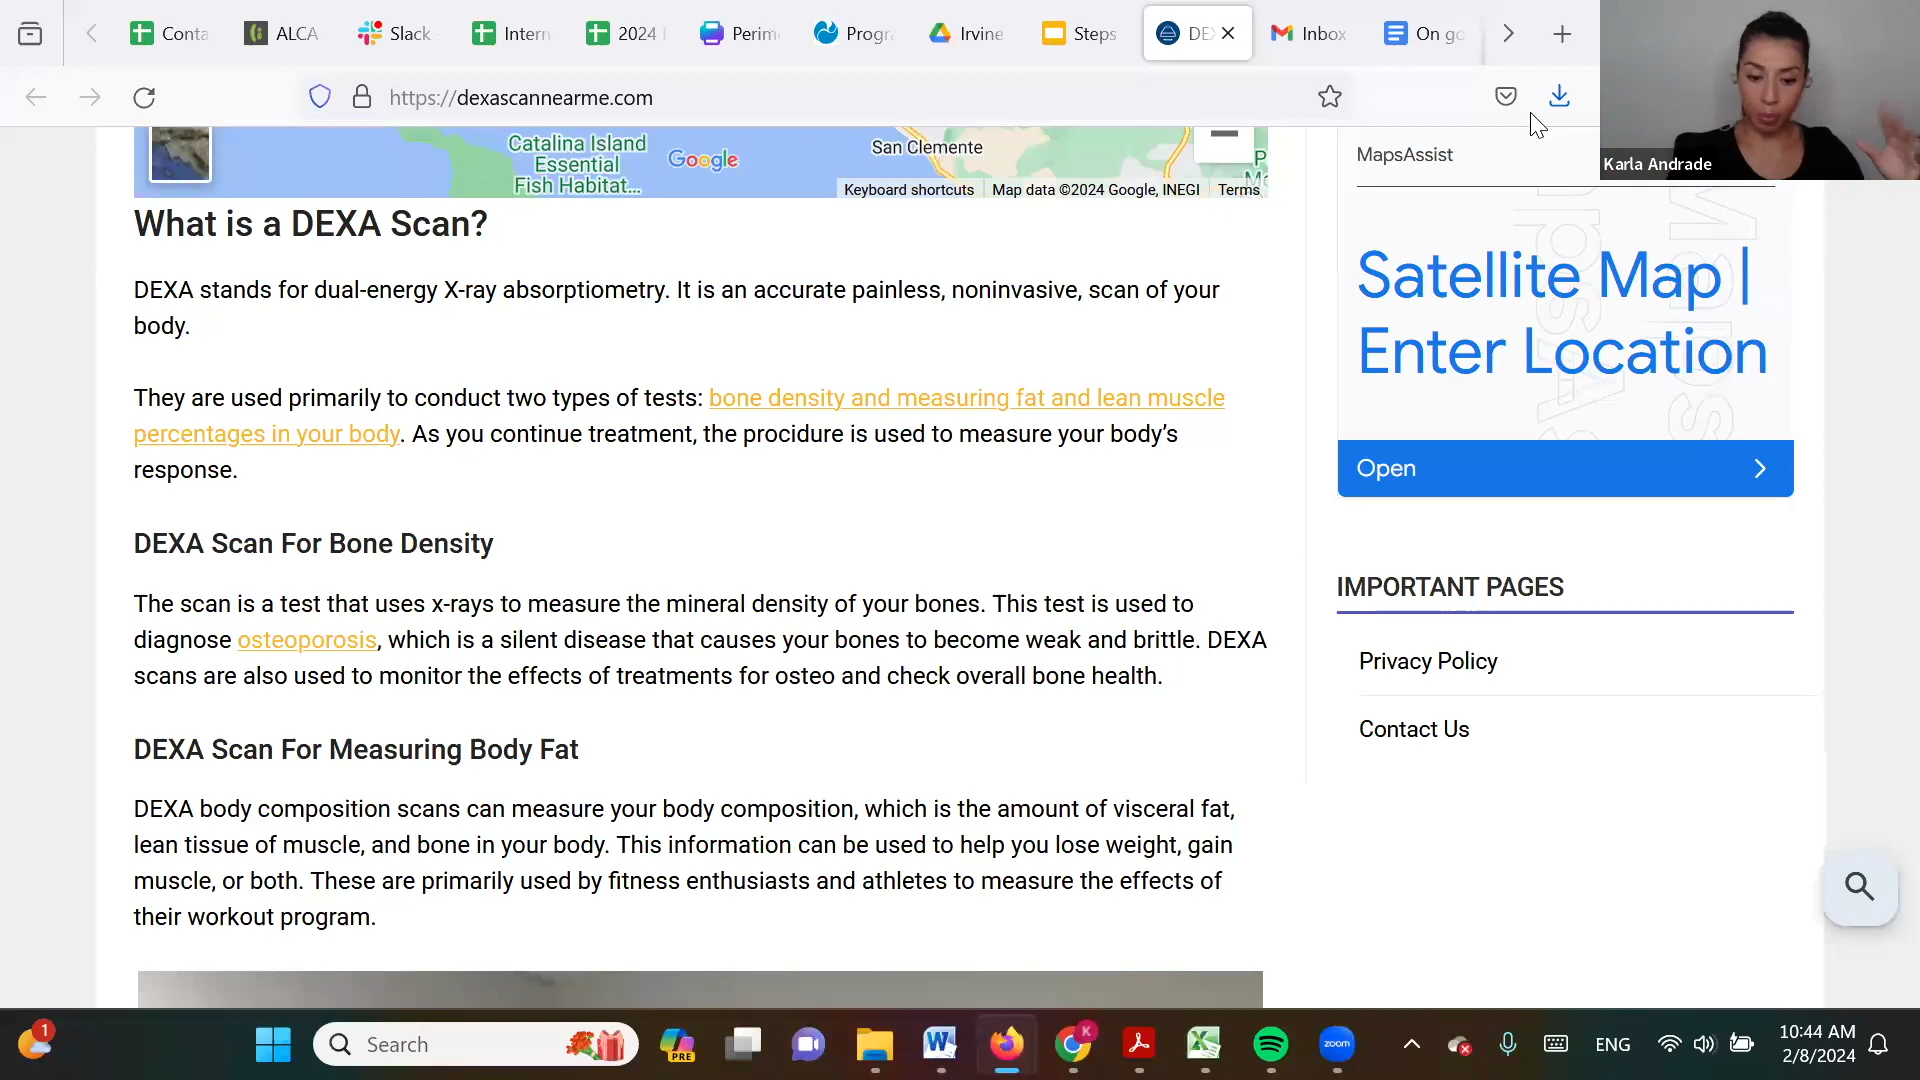 Conta
ALCA
Slack
Intern
2024
Perim
Progr
Irvine
Steps
DE
Inbox
On go
https://dexascannearme.com
Karla Andrade
Catalina Island
Essential
Fish Habitat...
Google
San Clemente
Keyboard shortcuts
Map data ©2024 Google, INEGI
Terms
MapsAssist
Satellite Map |
Enter Location
Open
What is a DEXA Scan?
DEXA stands for dual-energy X-ray absorptiometry. It is an accurate painless, noninvasive, scan of your
body.
They are used primarily to conduct two types of tests: bone density and measuring fat and lean muscle
percentages in your body. As you continue treatment, the procidure is used to measure your body’s
response.
DEXA Scan For Bone Density
The scan is a test that uses x-rays to measure the mineral density of your bones. This test is used to
diagnose osteoporosis, which is a silent disease that causes your bones to become weak and brittle. DEXA
scans are also used to monitor the effects of treatments for osteo and check overall bone health.
DEXA Scan For Measuring Body Fat
DEXA body composition scans can measure your body composition, which is the amount of visceral fat,
lean tissue of muscle, and bone in your body. This information can be used to help you lose weight, gain
muscle, or both. These are primarily used by fitness enthusiasts and athletes to measure the effects of
their workout program.
IMPORTANT PAGES
Privacy Policy
Contact Us
1
Search
PRE
K
zoom
ENG
10:44 AM
2/8/2024